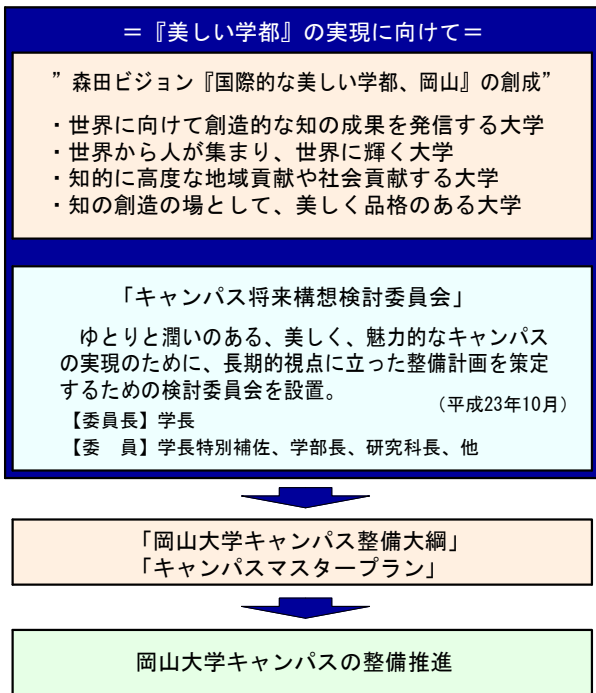 ＝『美しい学都』の実現に向けて＝
”森田ビジョン『国際的な美しい学都、岡山』の創成”
・世界に向けて創造的な知の成果を発信する大学
・世界から人が集まり、世界に輝く大学
・知的に高度な地域貢献や社会貢献する大学
・知の創造の場として、美しく品格のある大学
「キャンパス将来構想検討委員会」
ゆとりと潤いのある、美しく、魅力的なキャンパス
の実現のために、長期的視点に立った整備計画を策定
するための検討委員会を設置。
（平成23年10月）
【委員長】学長
【委　員】学長特別補佐、学部長、研究科長、他
「岡山大学キャンパス整備大綱」
「キャンパスマスタープラン」
岡山大学キャンパスの整備推進